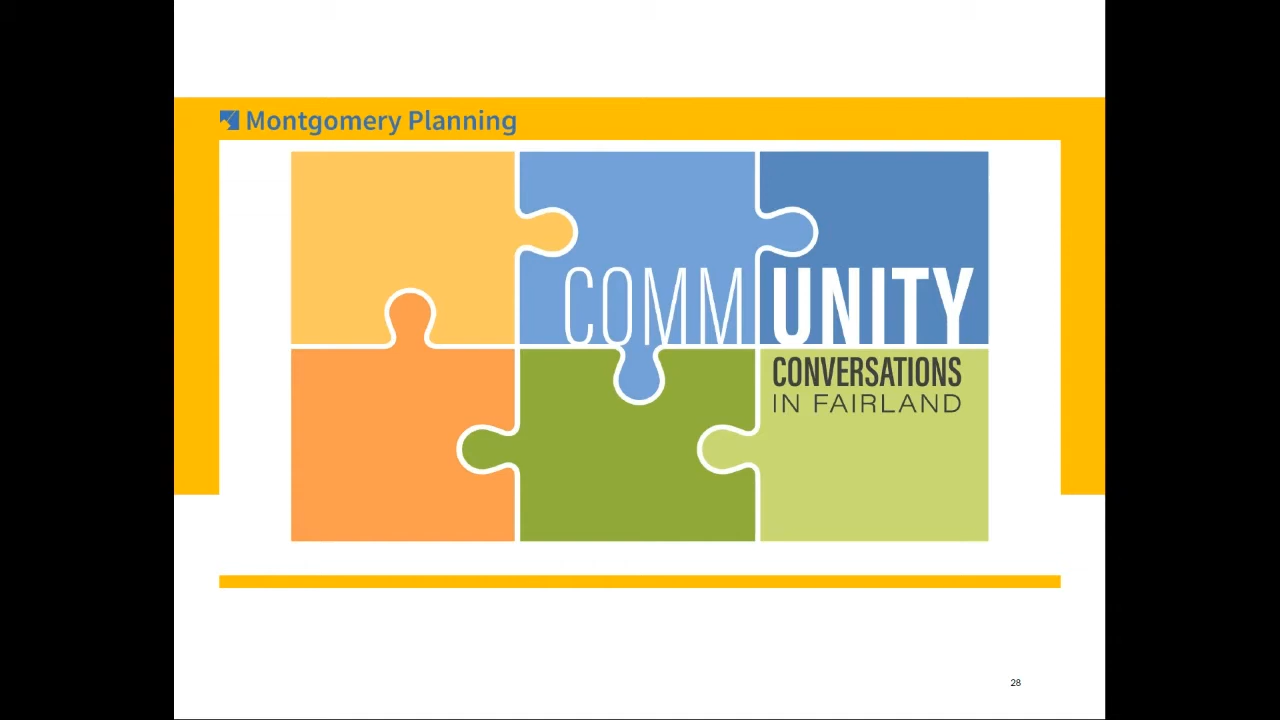 Montgomery Planning
COMMUNITY
CONVERSATIONS
IN FAIRLAND
28